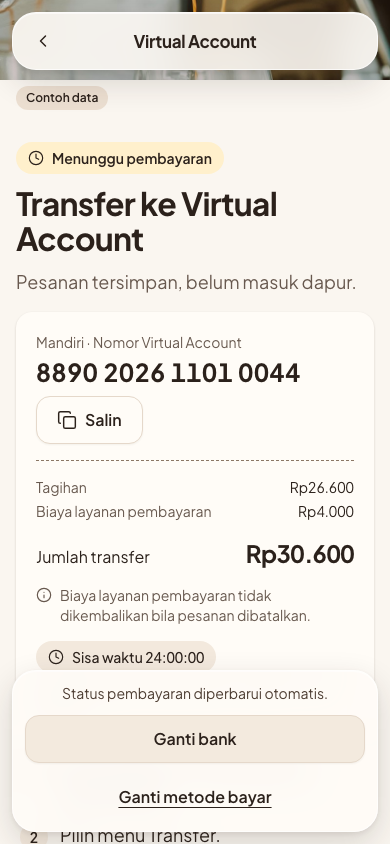 Virtual Account
Contoh data
Menunggu pembayaran
Transfer ke Virtual
Account
Pesanan tersimpan, belum masuk dapur.
Mandiri · Nomor Virtual Account
8890 2026 1101 0044
Salin
Tagihan Rp26.600
Biaya layanan pembayaran Rp4.000
Jumlah transfer Rp30.600
Biaya layanan pembayaran tidak
dikembalikan bila pesanan dibatalkan.
Sisa waktu 24:00:00
Status pembayaran diperbarui otomatis.
Ganti bank
Ganti metode bayar
2 Pilih menu Transfer.